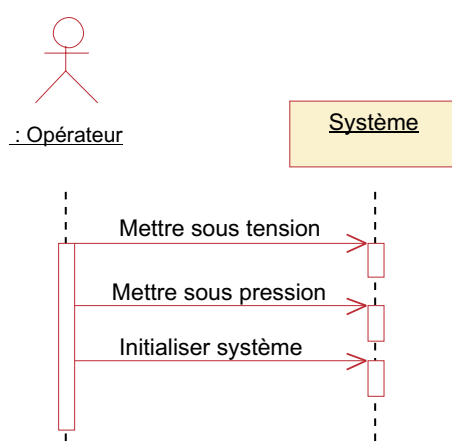 : Opérateur
Système
Mettre sous tension
Mettre sous pression
Initialiser système